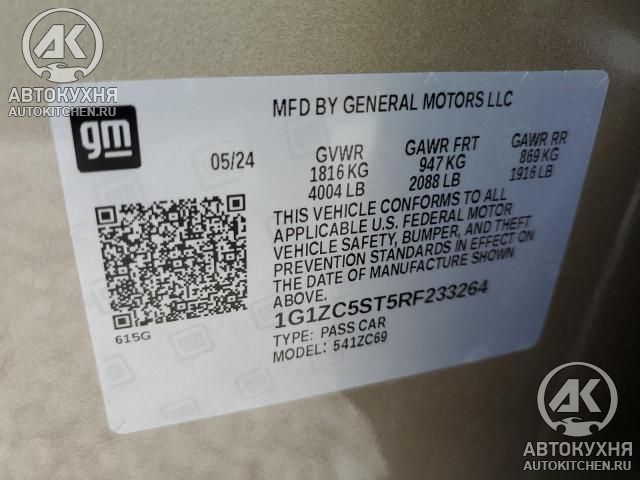 АВТОКУХНЯ
AUTOKITCHEN.RU
gm
MFD BY GENERAL MOTORS LLC
05/24
GVWR
1816 KG
4004 LB
GAWR FRT
947 KG
2088 LB
GAWR RR
869 KG
1916 LB
THIS VEHICLE CONFORMS TO ALL
APPLICABLE U.S. FEDERAL MOTOR
VEHICLE SAFETY, BUMPER, AND THEFT
PREVENTION STANDARDS IN EFFECT ON
THE DATE OF MANUFACTURE SHOWN
ABOVE.
1G1ZC5ST5RF233264
TYPE: PASS CAR
MODEL: 541ZC69
615G
AK
АВТОКУХНЯ
AUTOKITCHEN.RU